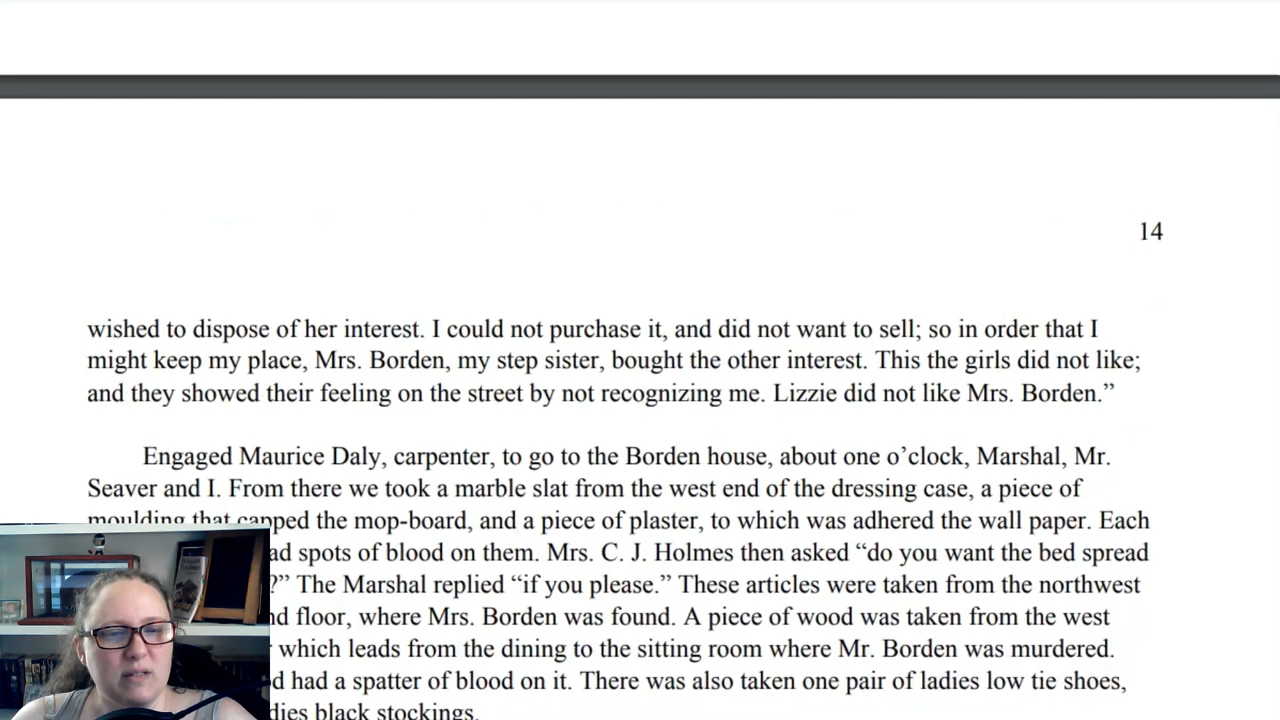 14
wished to dispose of her interest. I could not purchase it, and did not want to sell; so in order that I
might keep my place, Mrs. Borden, my step sister, bought the other interest. This the girls did not like;
and they showed their feeling on the street by not recognizing me. Lizzie did not like Mrs. Borden.”
Engaged Maurice Daly, carpenter, to go to the Borden house, about one o’clock, Marshal, Mr.
Seaver and I. From there we took a marble slat from the west end of the dressing case, a piece of
moulding that capped the mop-board, and a piece of plaster, to which was adhered the wall paper. Each
spots of blood on them. Mrs. C. J. Holmes then asked “do you want the bed spread
?” The Marshal replied “if you please.” These articles were taken from the northwest
floor, where Mrs. Borden was found. A piece of wood was taken from the west
which leads from the dining to the sitting room where Mr. Borden was murdered.
had a spatter of blood on it. There was also taken one pair of ladies low tie shoes,
black stockings.